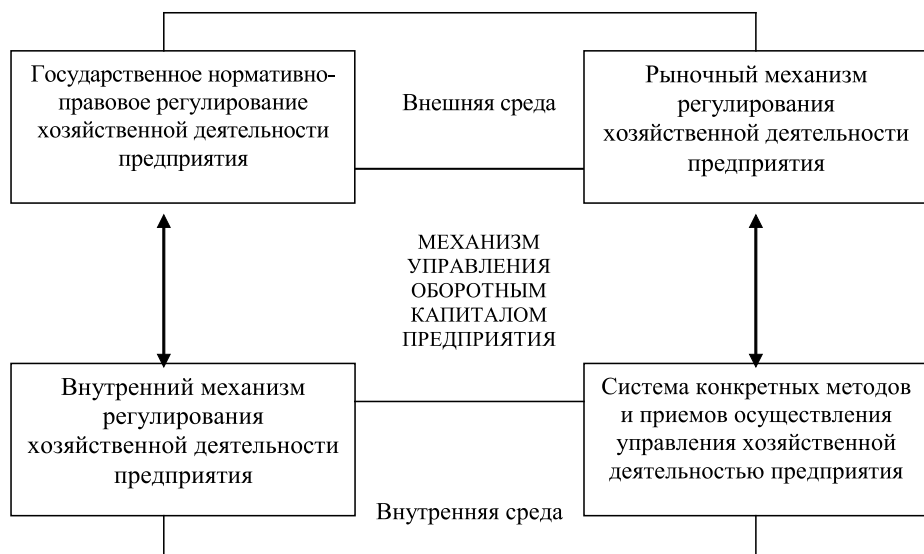 Государственное нормативно-
правовое регулирование
хозяйственной деятельности
предприятия
Внешняя среда
Рыночный механизм
регулирования
хозяйственной деятельности
предприятия
МЕХАНИЗМ
УПРАВЛЕНИЯ
ОБОРОТНЫМ
КАПИТАЛОМ
ПРЕДПРИЯТИЯ
Внутренний механизм
регулирования
хозяйственной деятельности
предприятия
Система конкретных методов
и приемов осуществления
управления хозяйственной
деятельностью предприятия
Внутренняя среда